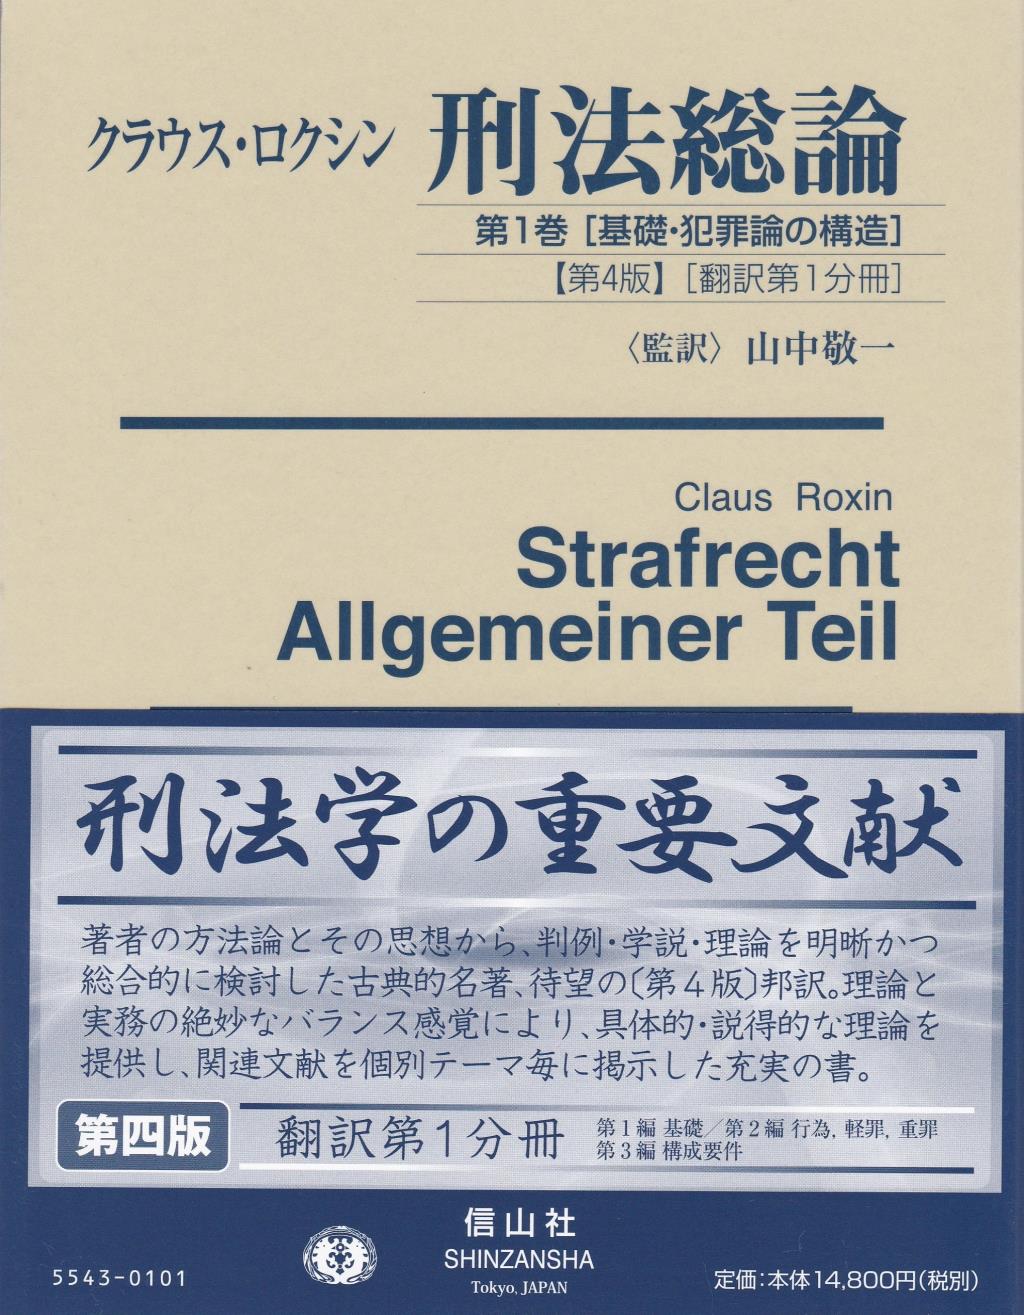 クラウス・ロクシン 刑法総論
第1巻 [基礎・犯罪論の構造]
【第4版】 [翻訳第1分冊]
〈監訳〉 山中敬一
Claus Roxin
Strafrecht
Allgemeiner Teil
刑法学の重要文献
著者の方法論とその思想から、判例・学説・理論を明晰かつ
総合的に検討した古典的名著、待望の〔第4版〕邦訳。理論と
実務の絶妙なバランス感覚により、具体的・説得的な理論を
提供し、関連文献を個別テーマ毎に掲示した充実の書。
第四版 翻訳第1分冊
第1編 基礎／第2編 行為, 軽罪, 重罪
第3編 構成要件
信山社
SHINZANSHA
Tokyo, JAPAN
5543-0101
定価:本体14,800円(税別)